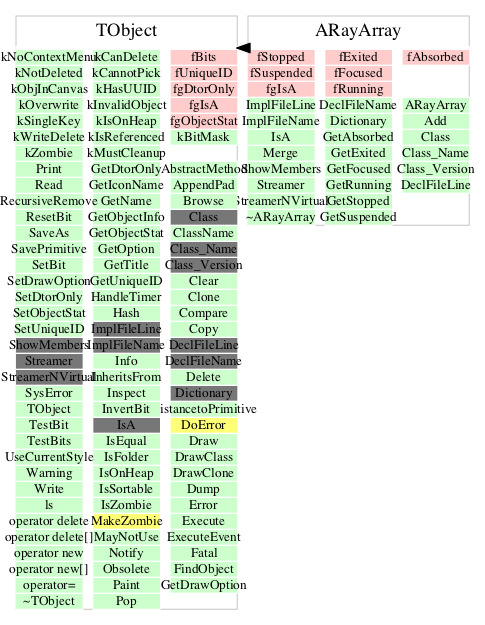 TObject
kNoContextMenu kCanDelete fBits
kNotDeleted kCannotPick fUniqueID
kObjInCanvas kHasUUID fgDtorOnly
kOverwrite kInvalidObject fgIsA
kSingleKey kIsOnHeap fgObjectStat
kWriteDelete kIsReferenced kBitMask
kZombie kMustCleanup
Print GetDtorOnly AbstractMethod
Read GetIconName AppendPad
RecursiveRemove GetName Browse
ResetBit GetObjectInfo Class
SaveAs GetObjectStat ClassName
SavePrimitive GetOption Class_Name
SetBit GetTitle Class_Version
SetDrawOption GetUniqueID Clear
SetDtorOnly HandleTimer Clone
SetObjectStat Hash Compare
SetUniqueID ImplFileLine Copy
ShowMembers ImplFileName DeclFileLine
Streamer Info DeclFileName
StreamerNVirtual InheritsFrom Delete
SysError Inspect Dictionary
TObject InvertBit istancetoPrimitive
TestBit IsA DoError
TestBits IsEqual Draw
UseCurrentStyle IsFolder DrawClass
Warning IsOnHeap DrawClone
Write IsSortable Dump
ls IsZombie Error
operator delete MakeZombie Execute
operator delete[] MayNotUse ExecuteEvent
operator new Notify Fatal
operator new[] Obsolete FindObject
operator= Paint GetDrawOption
~TObject Pop
ARayArray
fStopped fExited fAbsorbed
fSuspended fFocused
fgIsA fRunning
ImplFileLine DeclFileName ARayArray
ImplFileName Dictionary Add
IsA GetAbsorbed Class
Merge GetExited Class_Name
ShowMembers GetFocused Class_Version
Streamer GetRunning DeclFileLine
StreamerNVirtual GetStopped
~ARayArray GetSuspended